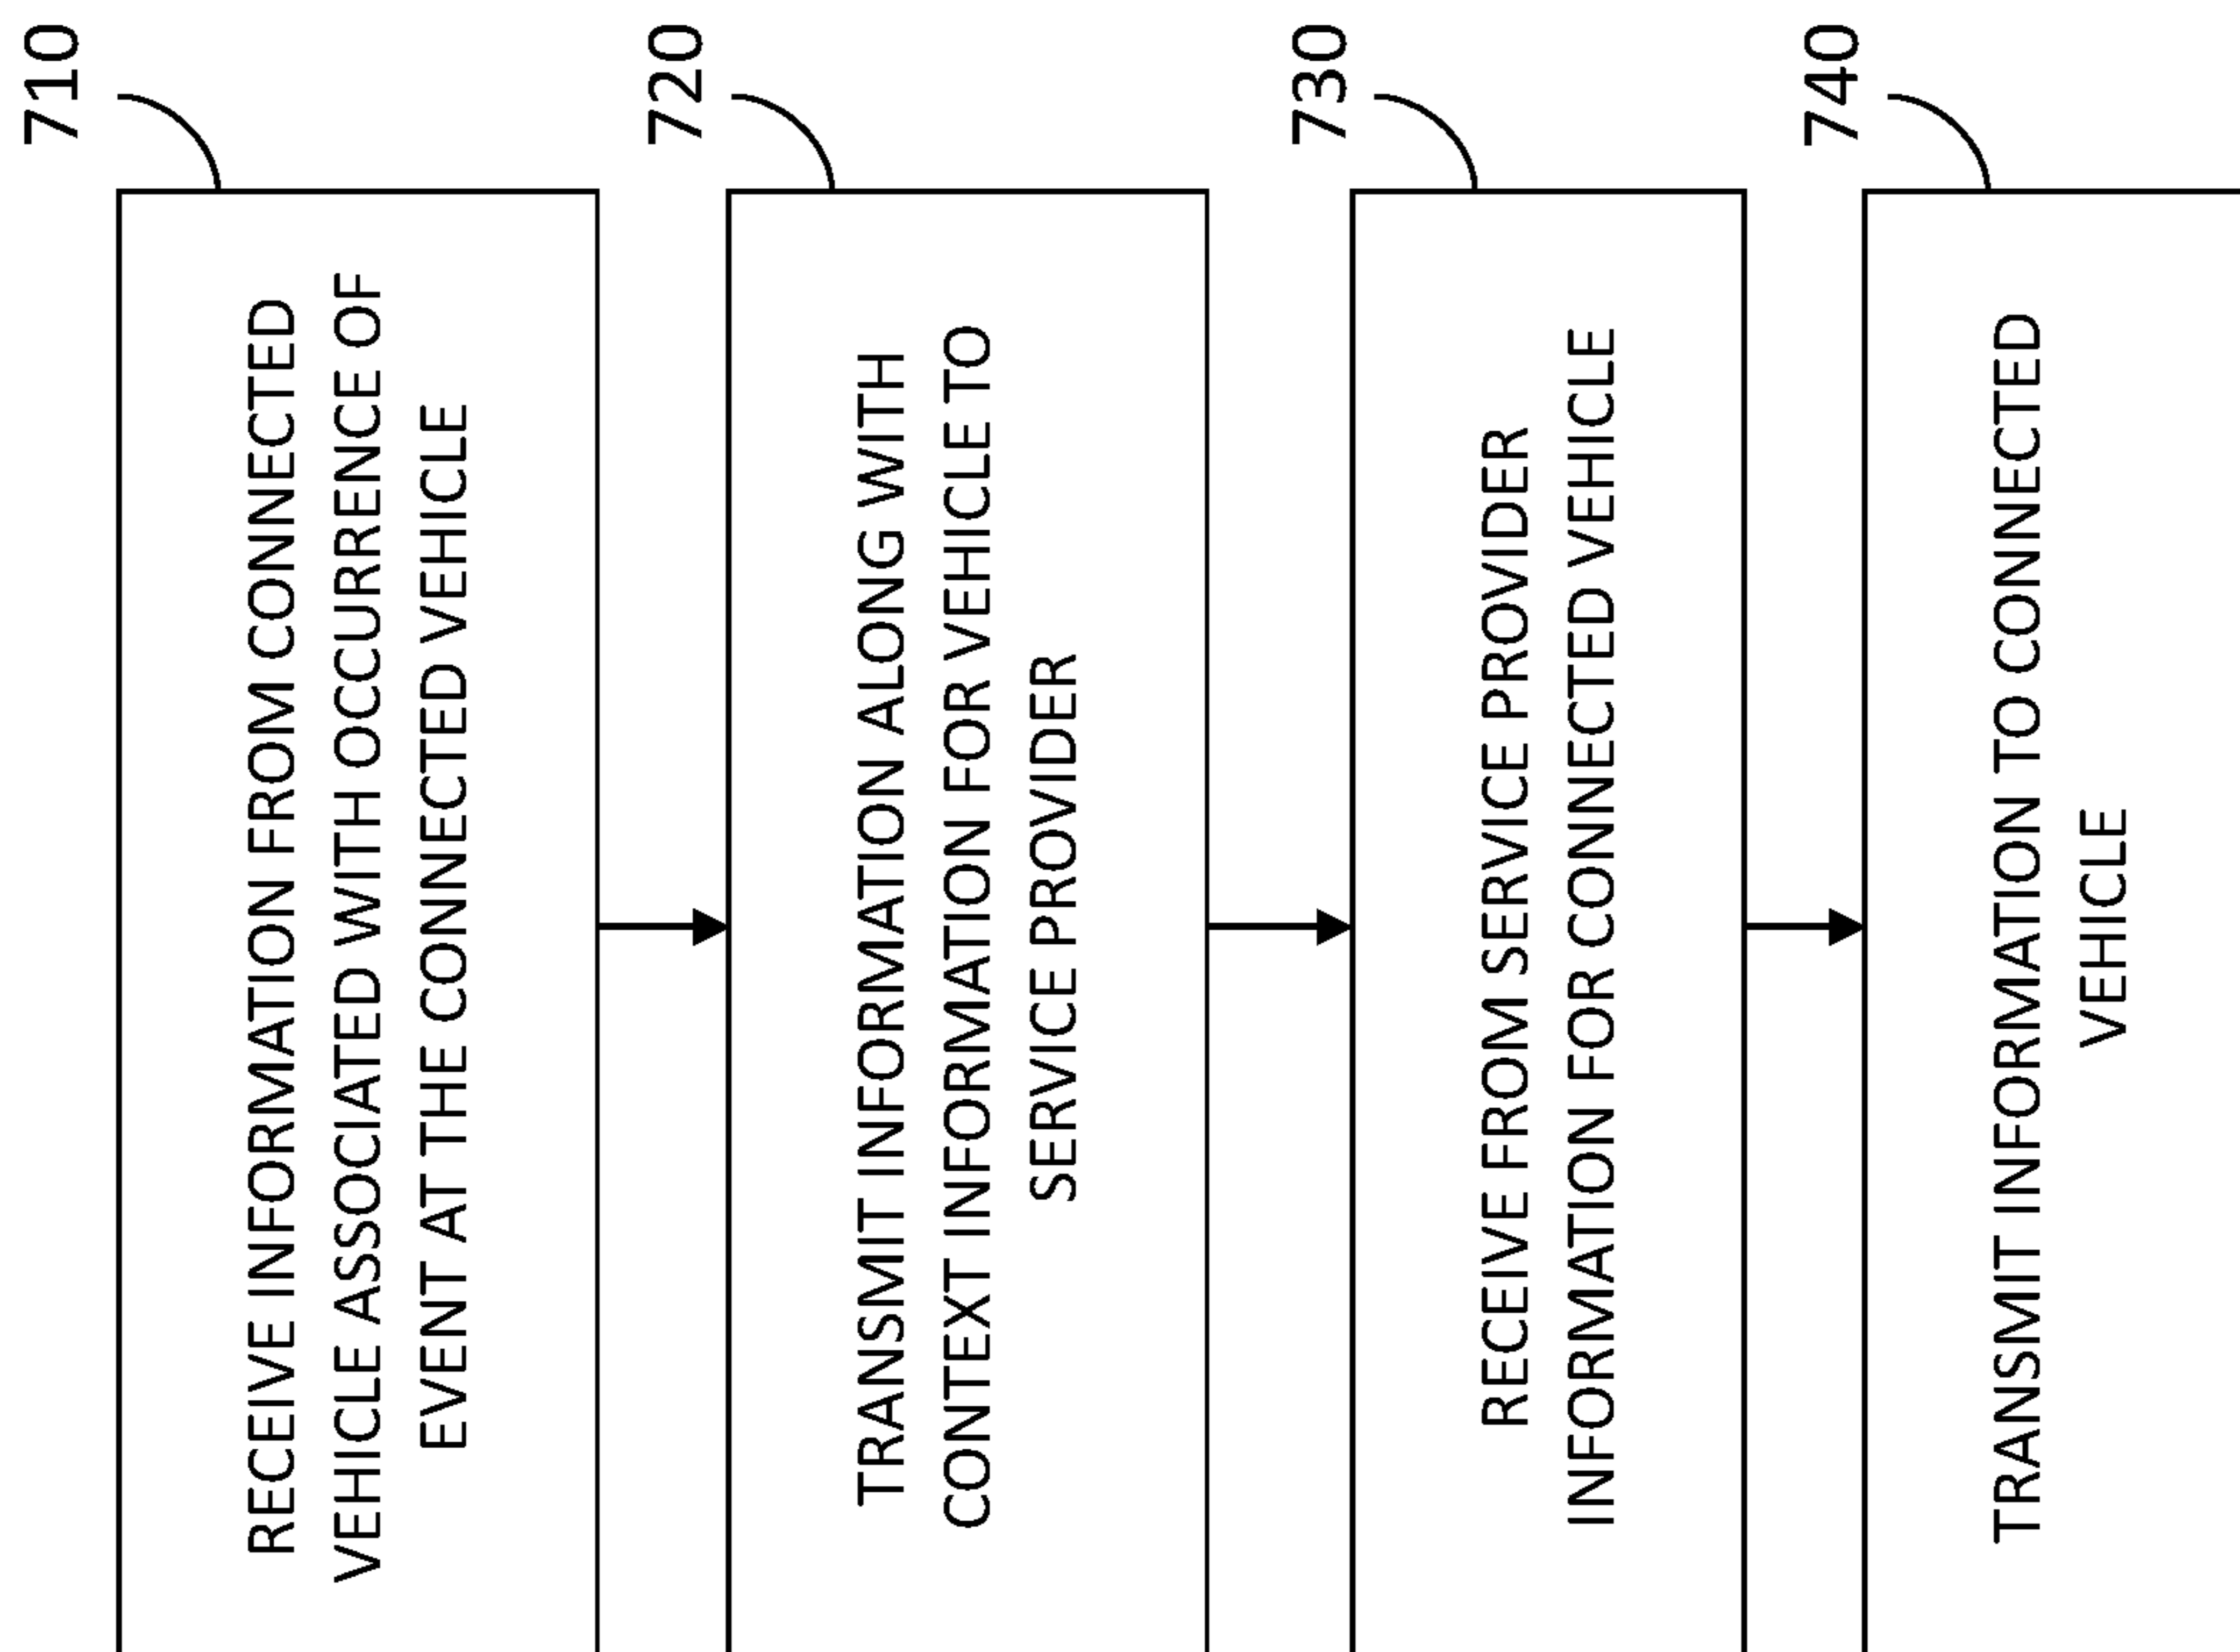 710
RECEIVE INFORMATION FROM CONNECTED
VEHICLE ASSOCIATED WITH OCCURRENCE OF
EVENT AT THE CONNECTED VEHICLE
720
TRANSMIT INFORMATION ALONG WITH
CONTEXT INFORMATION FOR VEHICLE TO
SERVICE PROVIDER
730
RECEIVE FROM SERVICE PROVIDER
INFORMATION FOR CONNECTED VEHICLE
740
TRANSMIT INFORMATION TO CONNECTED
VEHICLE